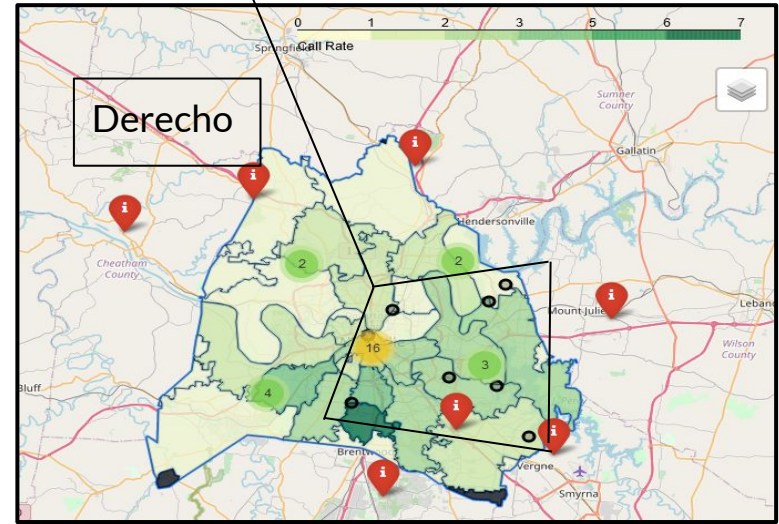 0 1 2 3 5 6 7
Call Rate
Springfield
Derecho
Sumner
County
Gallatin
Hendersonville
Cheatham
County
2
2
Mount Juliet
Leban
16
Wilson
County
3
4
Bluff
Brentwood
Vergne
Smyrna